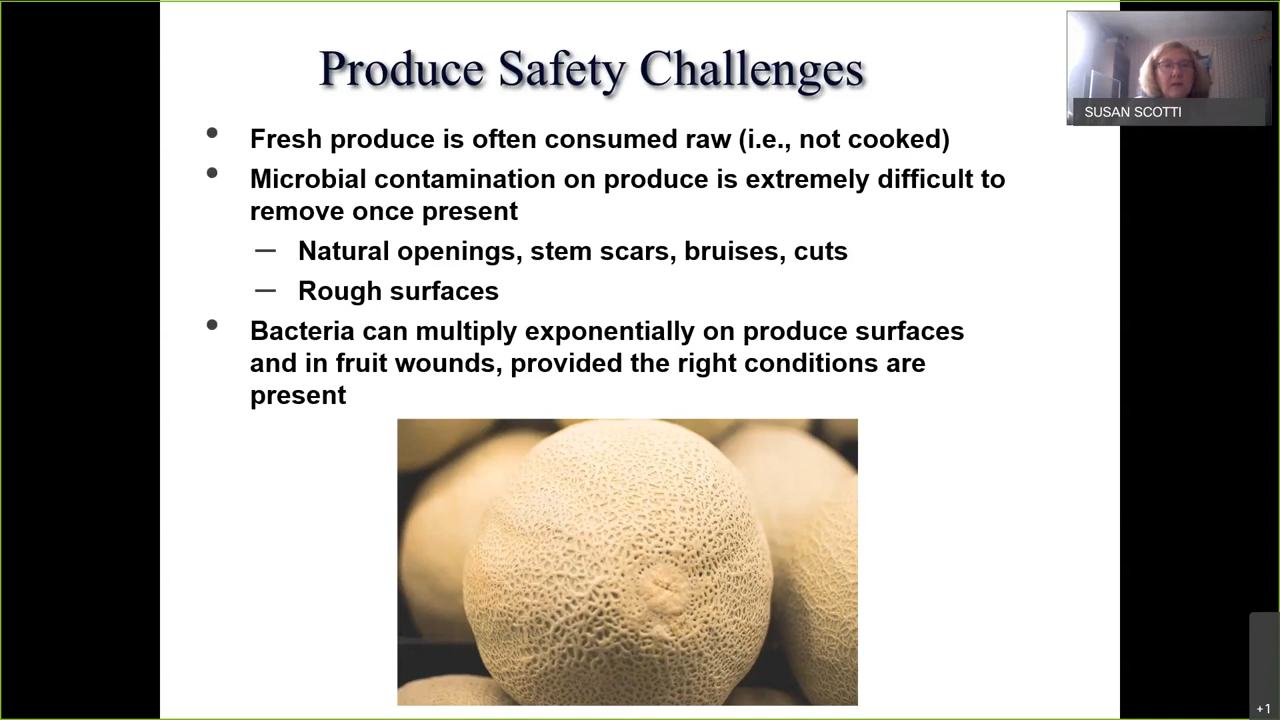 Produce Safety Challenges
SUSAN SCOTTI
• Fresh produce is often consumed raw (i.e., not cooked)
• Microbial contamination on produce is extremely difficult to
remove once present
— Natural openings, stem scars, bruises, cuts
— Rough surfaces
• Bacteria can multiply exponentially on produce surfaces
and in fruit wounds, provided the right conditions are
present
+1